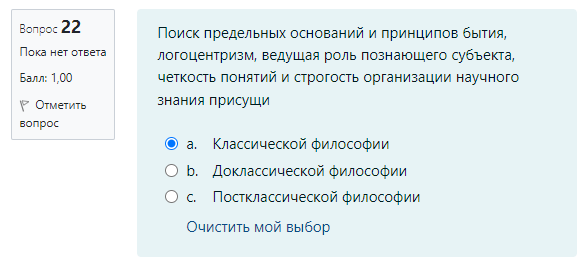 Вопрос 22
Пока нет ответа
Балл: 1,00
Отметить
вопрос
Поиск предельных оснований и принципов бытия,
логоцентризм, ведущая роль познающего субъекта,
четкость понятий и строгость организации научного
знания присущи
a. Классической философии
b. Доклассической философии
c. Постклассической философии
Очистить мой выбор